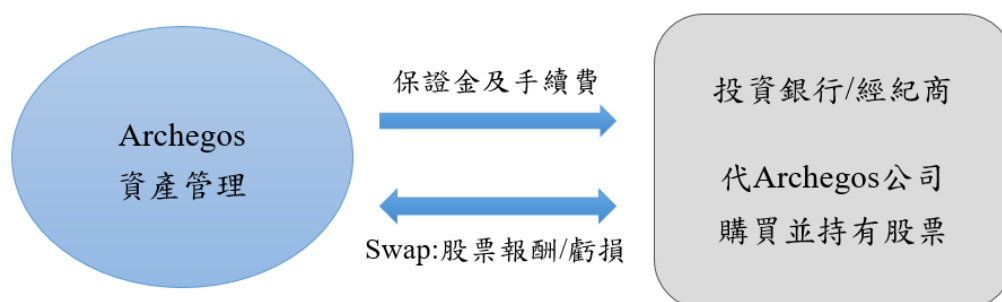 Archegos
資產管理
保證金及手續費
Swap:股票報酬/虧損
投資銀行/經紀商
代Archegos公司
購買並持有股票